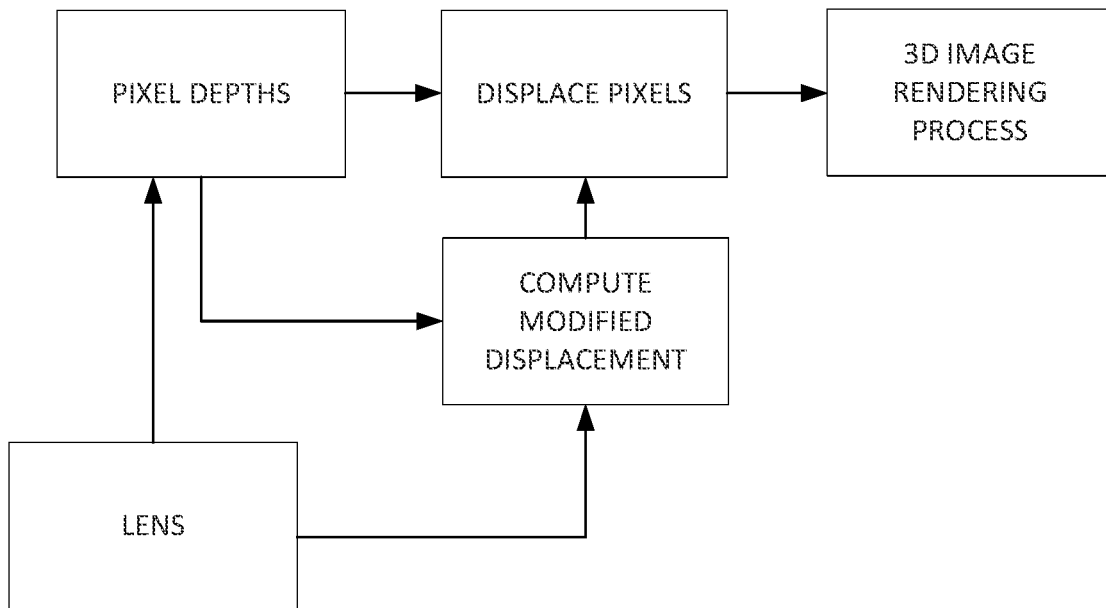 PIXEL DEPTHS
DISPLACE PIXELS
3D IMAGE
RENDERING
PROCESS
COMPUTE
MODIFIED
DISPLACEMENT
LENS